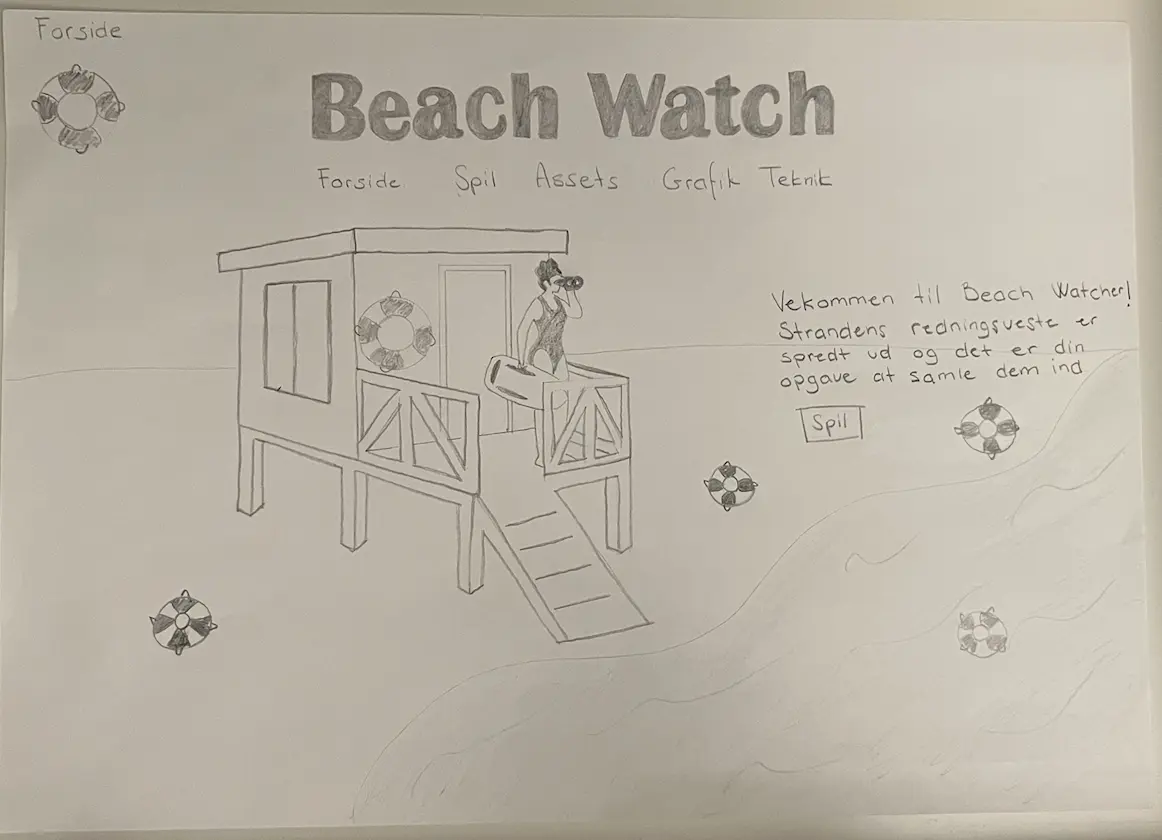 Forside
Beach Watch
Forside Spil Assets Grafik Teknik
Vekommen til Beach Watcher!
Strandens redningsveste er
spredt ud og det er din
opgave at samle dem ind
Spil